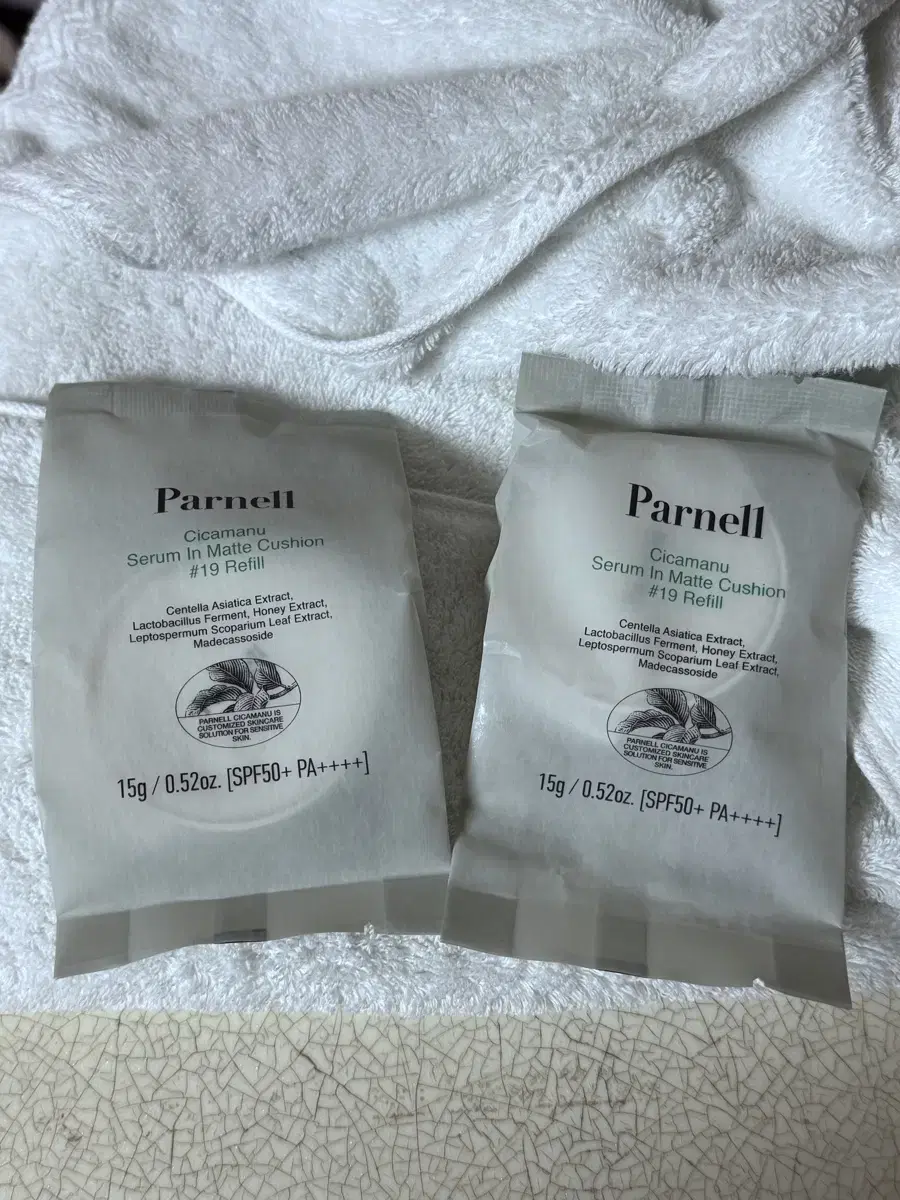 Parnell
Cicamanu
Serum In Matte Cushion
#19 Refill
Centella Asiatica Extract,
Lactobacillus Ferment, Honey Extract,
Leptospermum Scoparium Leaf Extract,
Madecassoside
PARNELL CICAMANU IS
CUSTOMIZED SKINCARE
SOLUTION FOR SENSITIVE
SKIN.
15g / 0.52oz. [SPF50+ PA++++]
Parnell
Cicamanu
Serum In Matte Cushion
#19 Refill
Centella Asiatica Extract,
Lactobacillus Ferment, Honey Extract,
Leptospermum Scoparium Leaf Extract,
Madecassoside
PARNELL CICAMANU IS
CUSTOMIZED SKINCARE
SOLUTION FOR SENSITIVE
SKIN.
15g / 0.52oz. [SPF50+ PA++++]